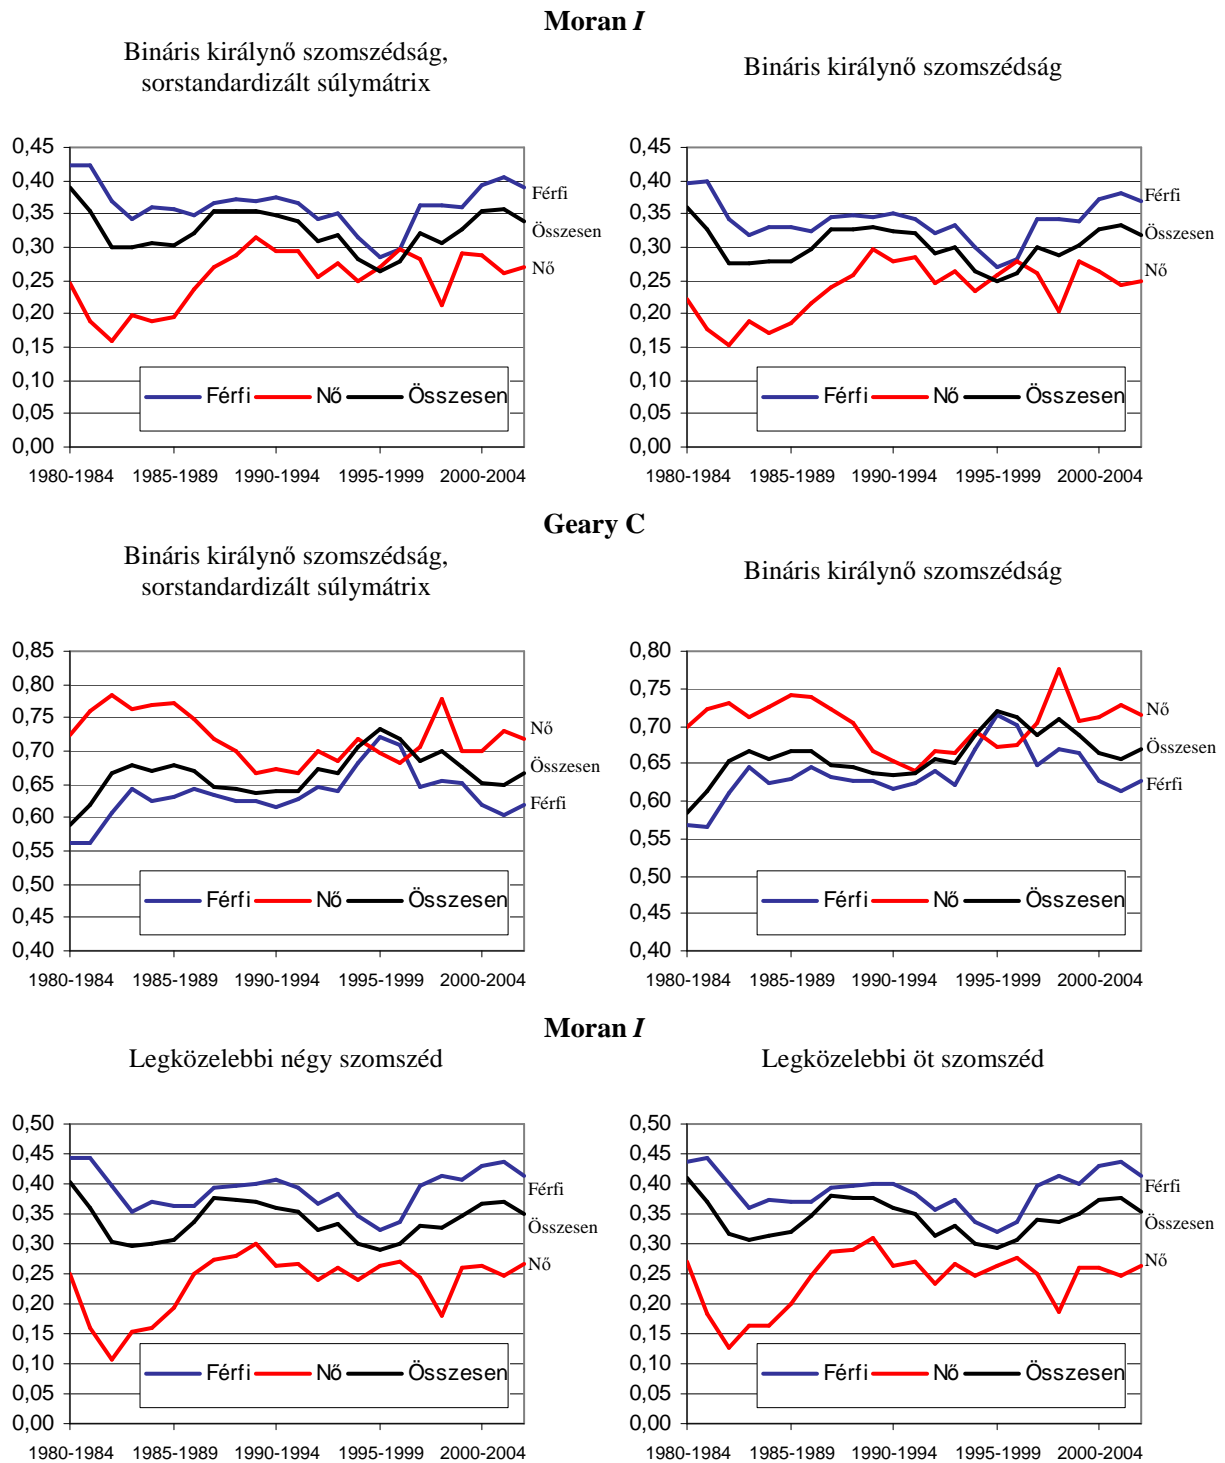 Moran I
Bináris királynő szomszédság,
sorstandardizált súlymátrix
0,45
0,40
0,35
0,30
0,25
0,20
0,15
0,10
0,05
0,00
Férfi
Összesen
Nő
Férfi Nő Összesen
1980-1984 1985-1989 1990-1994 1995-1999 2000-2004
Bináris királynő szomszédság
0,45
0,40
0,35
0,30
0,25
0,20
0,15
0,10
0,05
0,00
Férfi
Összesen
Nő
Férfi Nő Összesen
1980-1984 1985-1989 1990-1994 1995-1999 2000-2004
Geary C
Bináris királynő szomszédság,
sorstandardizált súlymátrix
0,85
0,80
0,75
0,70
0,65
0,60
0,55
0,50
0,45
0,40
Nő
Összesen
Férfi
Férfi Nő Összesen
1980-1984 1985-1989 1990-1994 1995-1999 2000-2004
Bináris királynő szomszédság
0,80
0,75
0,70
0,65
0,60
0,55
0,50
0,45
0,40
Nő
Összesen
Férfi
Férfi Nő Összesen
1980-1984 1985-1989 1990-1994 1995-1999 2000-2004
Moran I
Legközelebbi négy szomszéd
0,50
0,45
0,40
0,35
0,30
0,25
0,20
0,15
0,10
0,05
0,00
Férfi
Összesen
Nő
Férfi Nő Összesen
1980-1984 1985-1989 1990-1994 1995-1999 2000-2004
Legközelebbi öt szomszéd
0,50
0,45
0,40
0,35
0,30
0,25
0,20
0,15
0,10
0,05
0,00
Férfi
Összesen
Nő
Férfi Nő Összesen
1980-1984 1985-1989 1990-1994 1995-1999 2000-2004